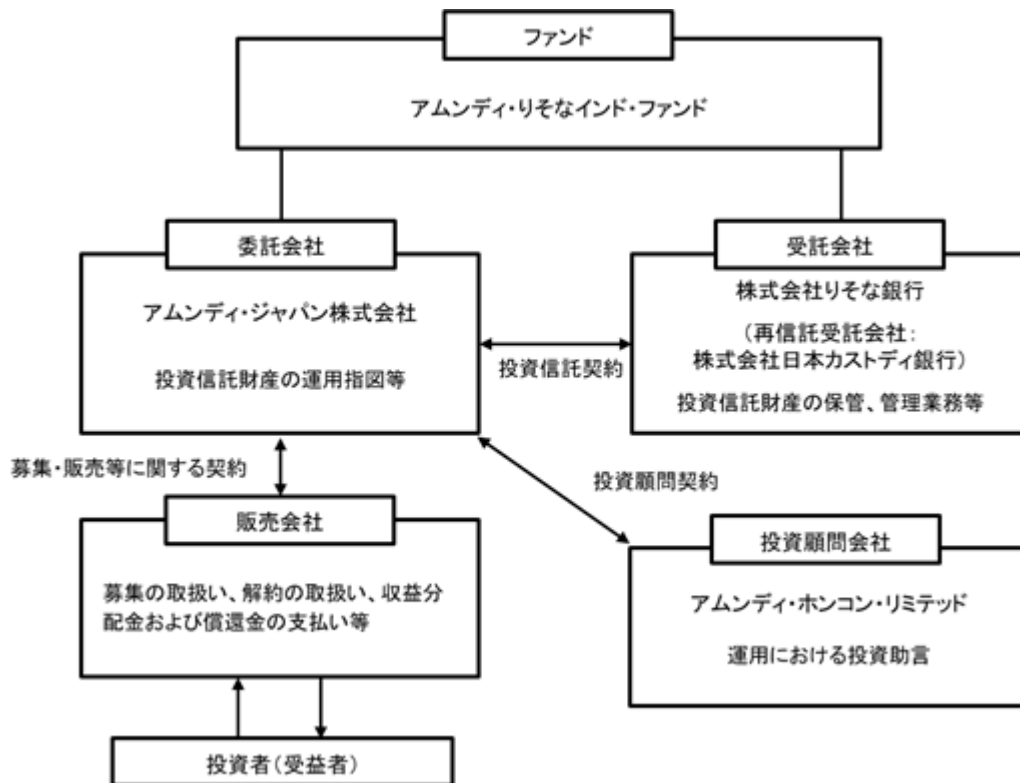 ファンド
アムンディ・りそなインド・ファンド
委託会社
アムンディ・ジャパン株式会社
投資信託財産の運用指図等
受託会社
株式会社りそな銀行
(再信託受託会社:
株式会社日本カストディ銀行)
投資信託財産の保管、管理業務等
投資信託契約
募集・販売等に関する契約
投資顧問契約
販売会社
募集の取扱い、解約の取扱い、収益分
配金および償還金の支払い等
投資顧問会社
アムンディ・ホンコン・リミテッド
運用における投資助言
投資者(受益者)